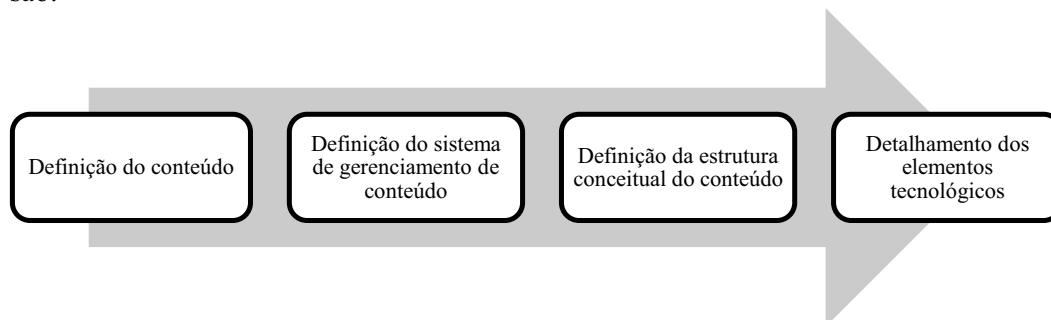 são:
Definição do conteúdo
Definição do sistema
de gerenciamento de
conteúdo
Definição da estrutura
conceitual do conteúdo
Detalhamento dos
elementos
tecnológicos